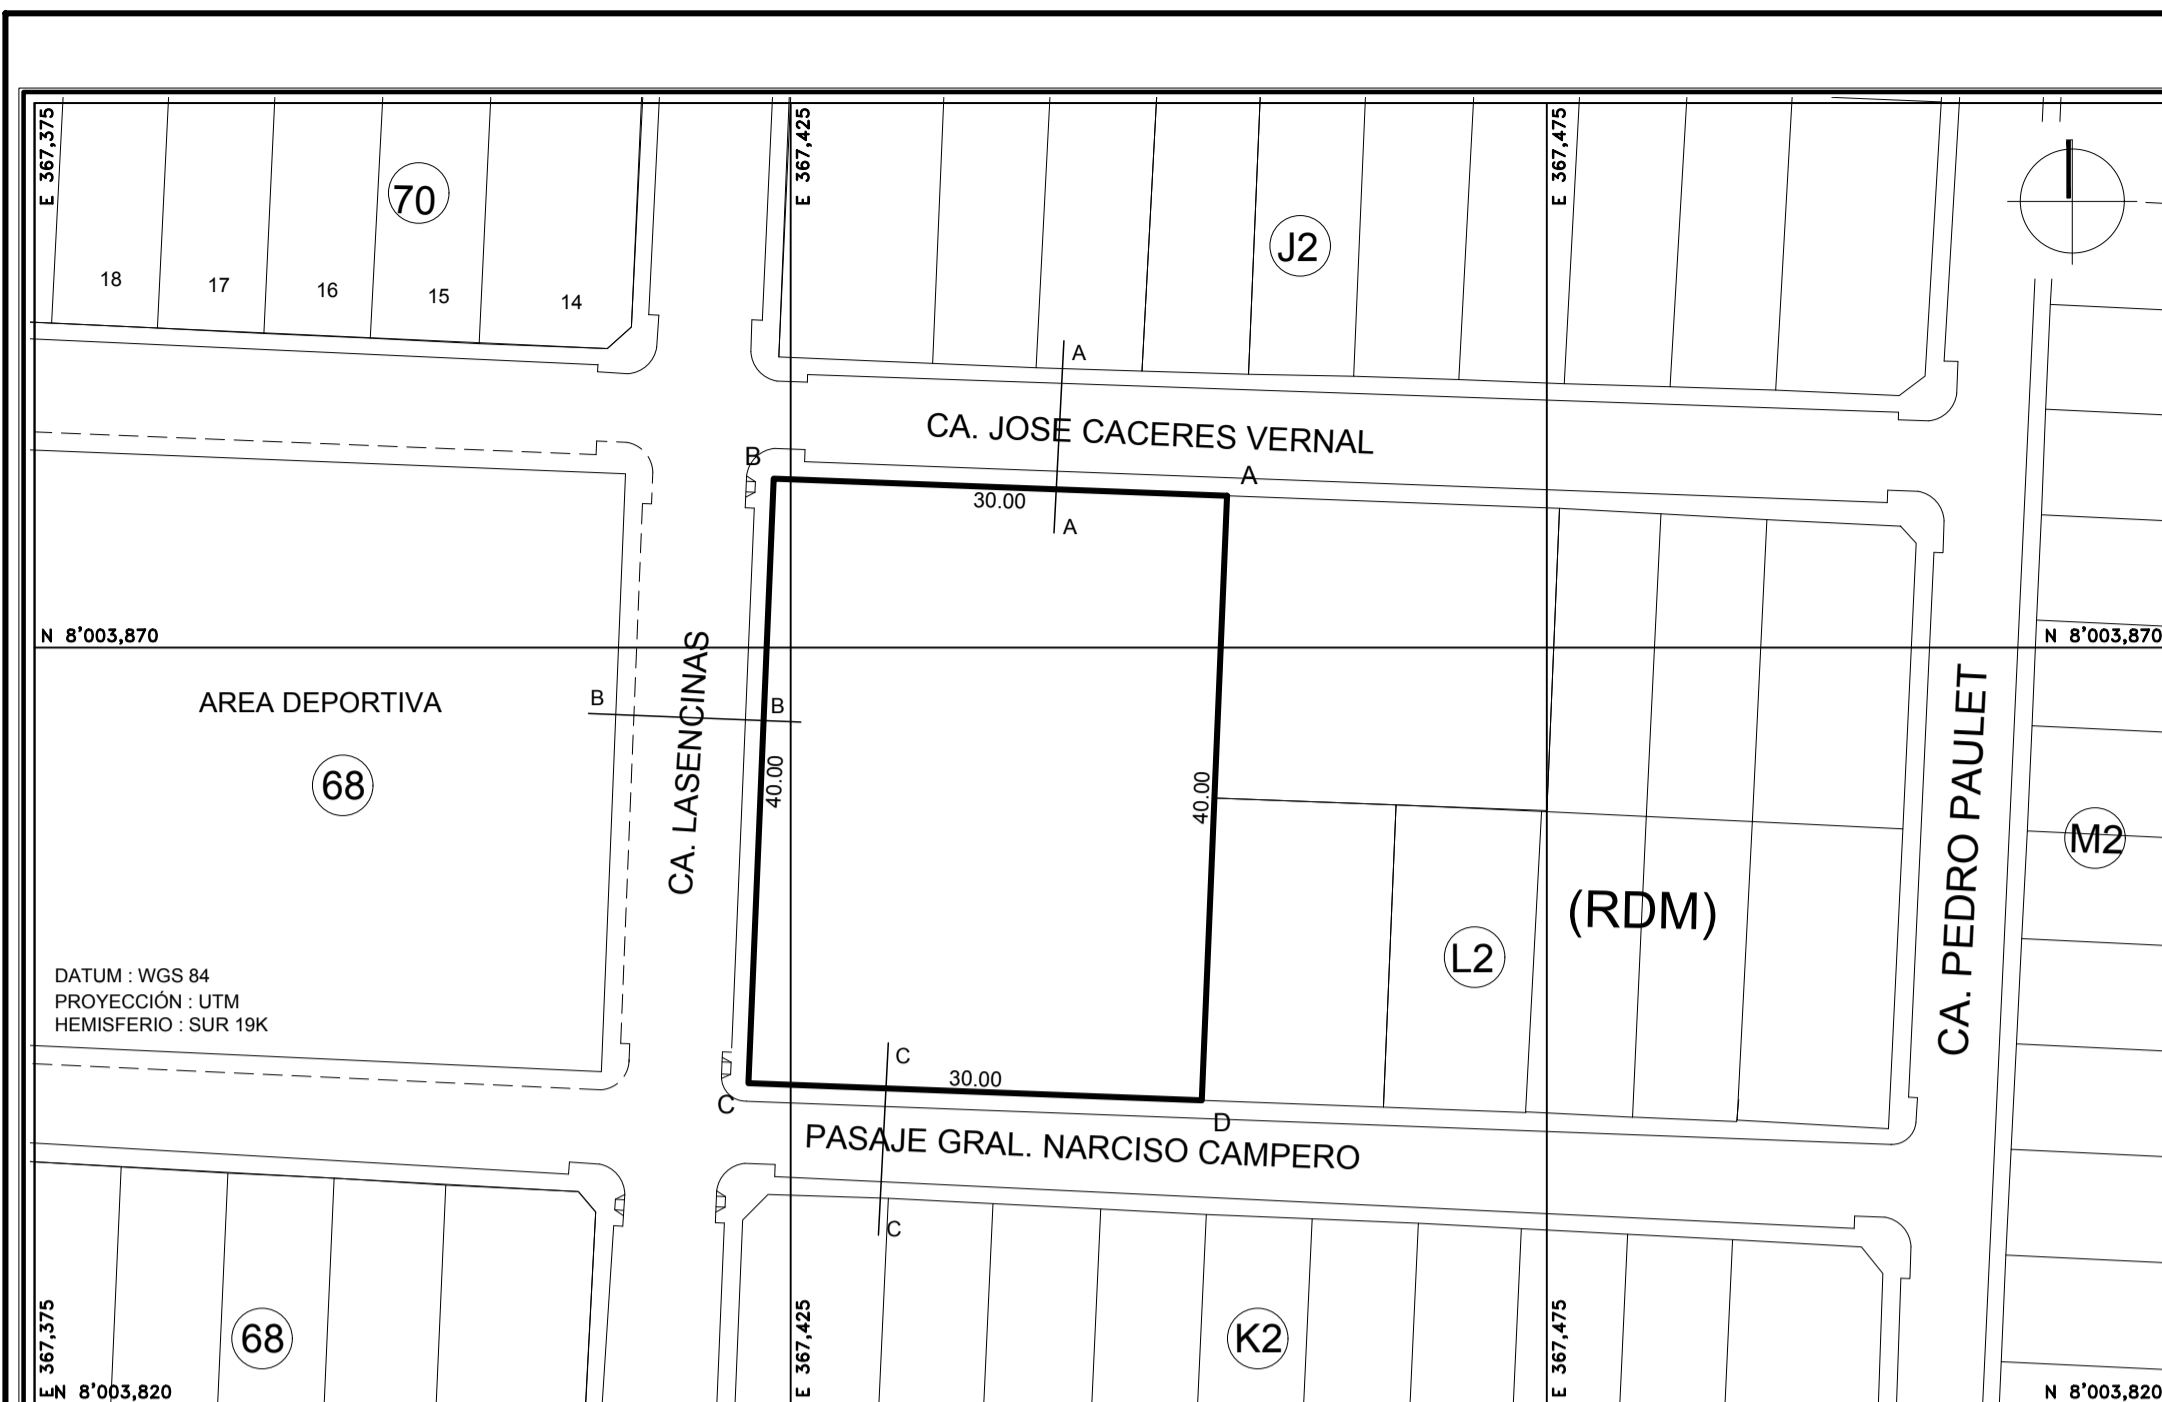 E 367,375
E 367,425
E 367,475
70
J2
18
17
16
15
14
A
CA. JOSE CACERES VERNAL
B
A
30.00
A
N 8'003,870
N 8'003,870
CA. LASENCINAS
AREA DEPORTIVA
B
B
68
40.00
40.00
CA. PEDRO PAULET
M2
(RDM)
L2
DATUM : WGS 84
PROYECCIÓN : UTM
HEMISFERIO : SUR 19K
C
30.00
C
D
PASAJE GRAL. NARCISO CAMPERO
C
68
K2
E 367,375
E 367,425
E 367,475
N 8'003,820
N 8'003,820